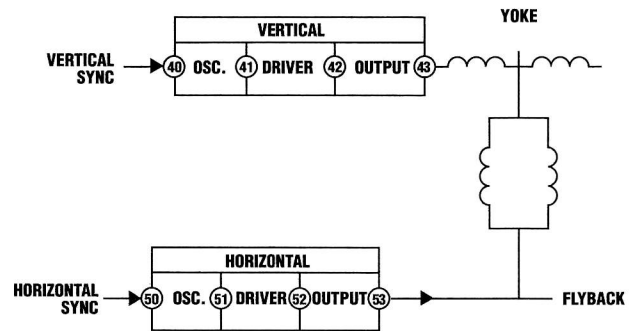 YOKE
VERTICAL
VERTICAL SYNC
40 OSC. 41 DRIVER 42 OUTPUT 43
HORIZONTAL
HORIZONTAL SYNC
50 OSC. 51 DRIVER 52 OUTPUT 53
FLYBACK